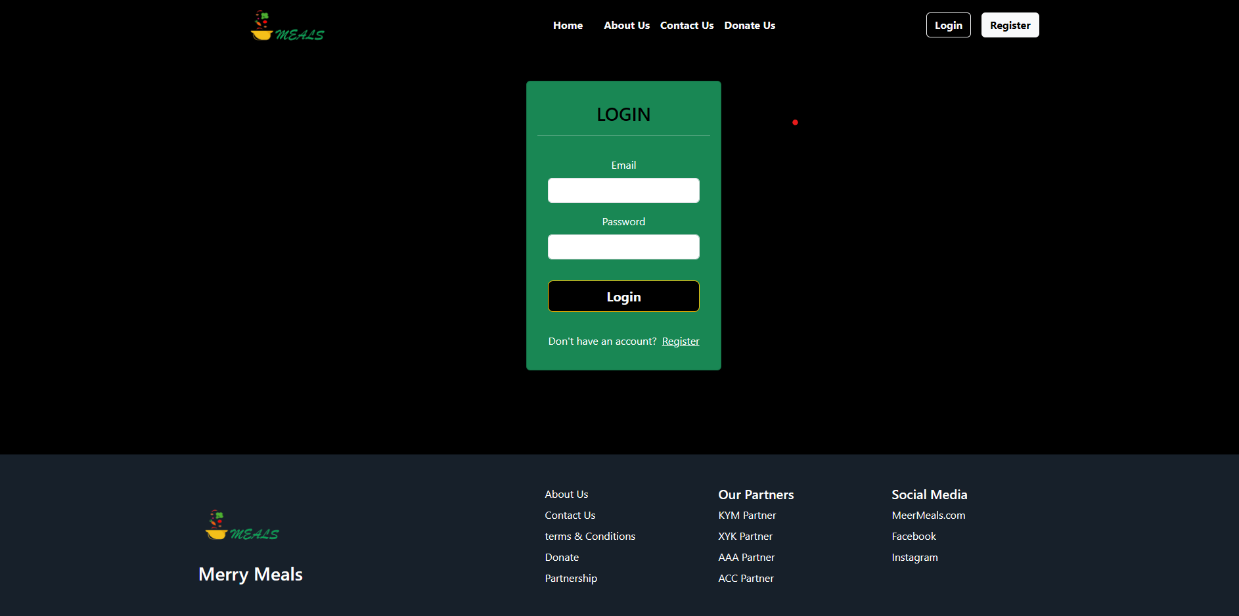 MEALS
Home About Us Contact Us Donate Us
Login Register
LOGIN
Email
Password
Login
Don't have an account? Register
MEALS
Merry Meals
About Us
Contact Us
terms & Conditions
Donate
Partnership
Our Partners
KYM Partner
XYK Partner
AAA Partner
ACC Partner
Social Media
MeerMeals.com
Facebook
Instagram